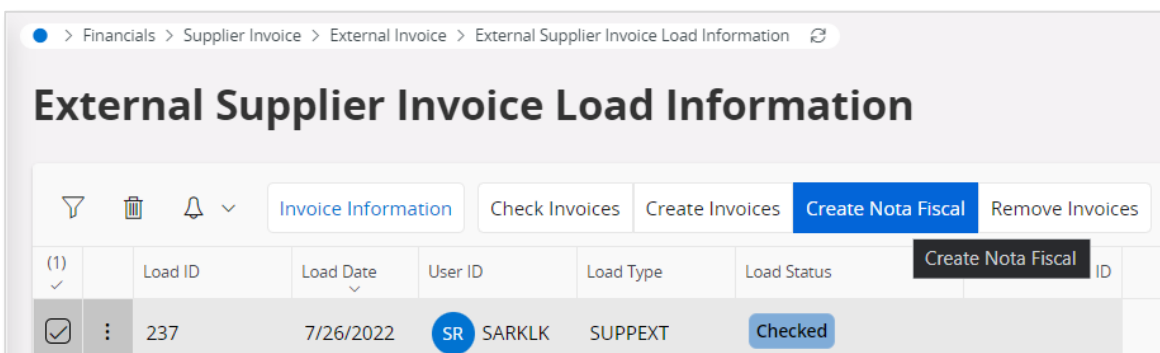 > Financials > Supplier Invoice > External Invoice > External Supplier Invoice Load Information
External Supplier Invoice Load Information
Invoice Information Check Invoices Create Invoices Create Nota Fiscal Remove Invoices
Create Nota Fiscal
(1) Load ID Load Date User ID Load Type Load Status ID
237 7/26/2022 SR SARKLK SUPPEXT Checked